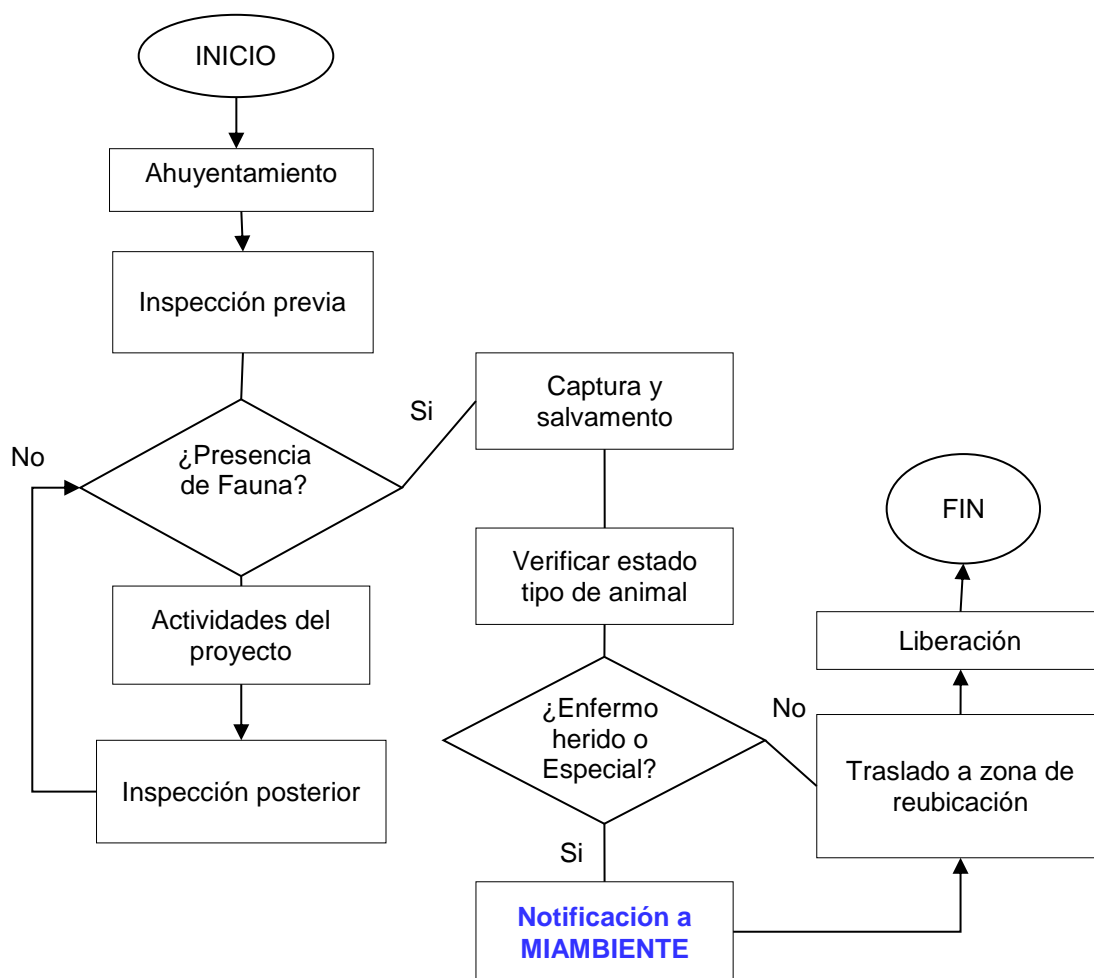 INICIO
Ahuyentamiento
Inspección previa
¿Presencia
de Fauna?
No
Si
Actividades del
proyecto
Inspección posterior
Captura y
salvamento
Verificar estado
tipo de animal
¿Enfermo
herido o
Especial?
No
Si
Notificación a
MIAMBIENTE
Traslado a zona de
reubicación
Liberación
FIN